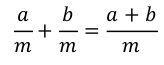 a/m + b/m = (a + b)/m